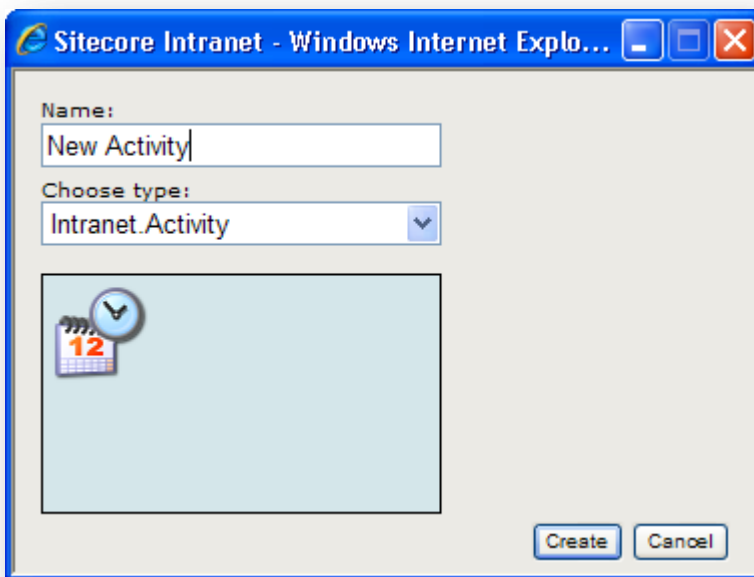 Sitecore Intranet - Windows Internet Explo...
Name:
New Activity
Choose type:
Intranet.Activity
12
Create Cancel